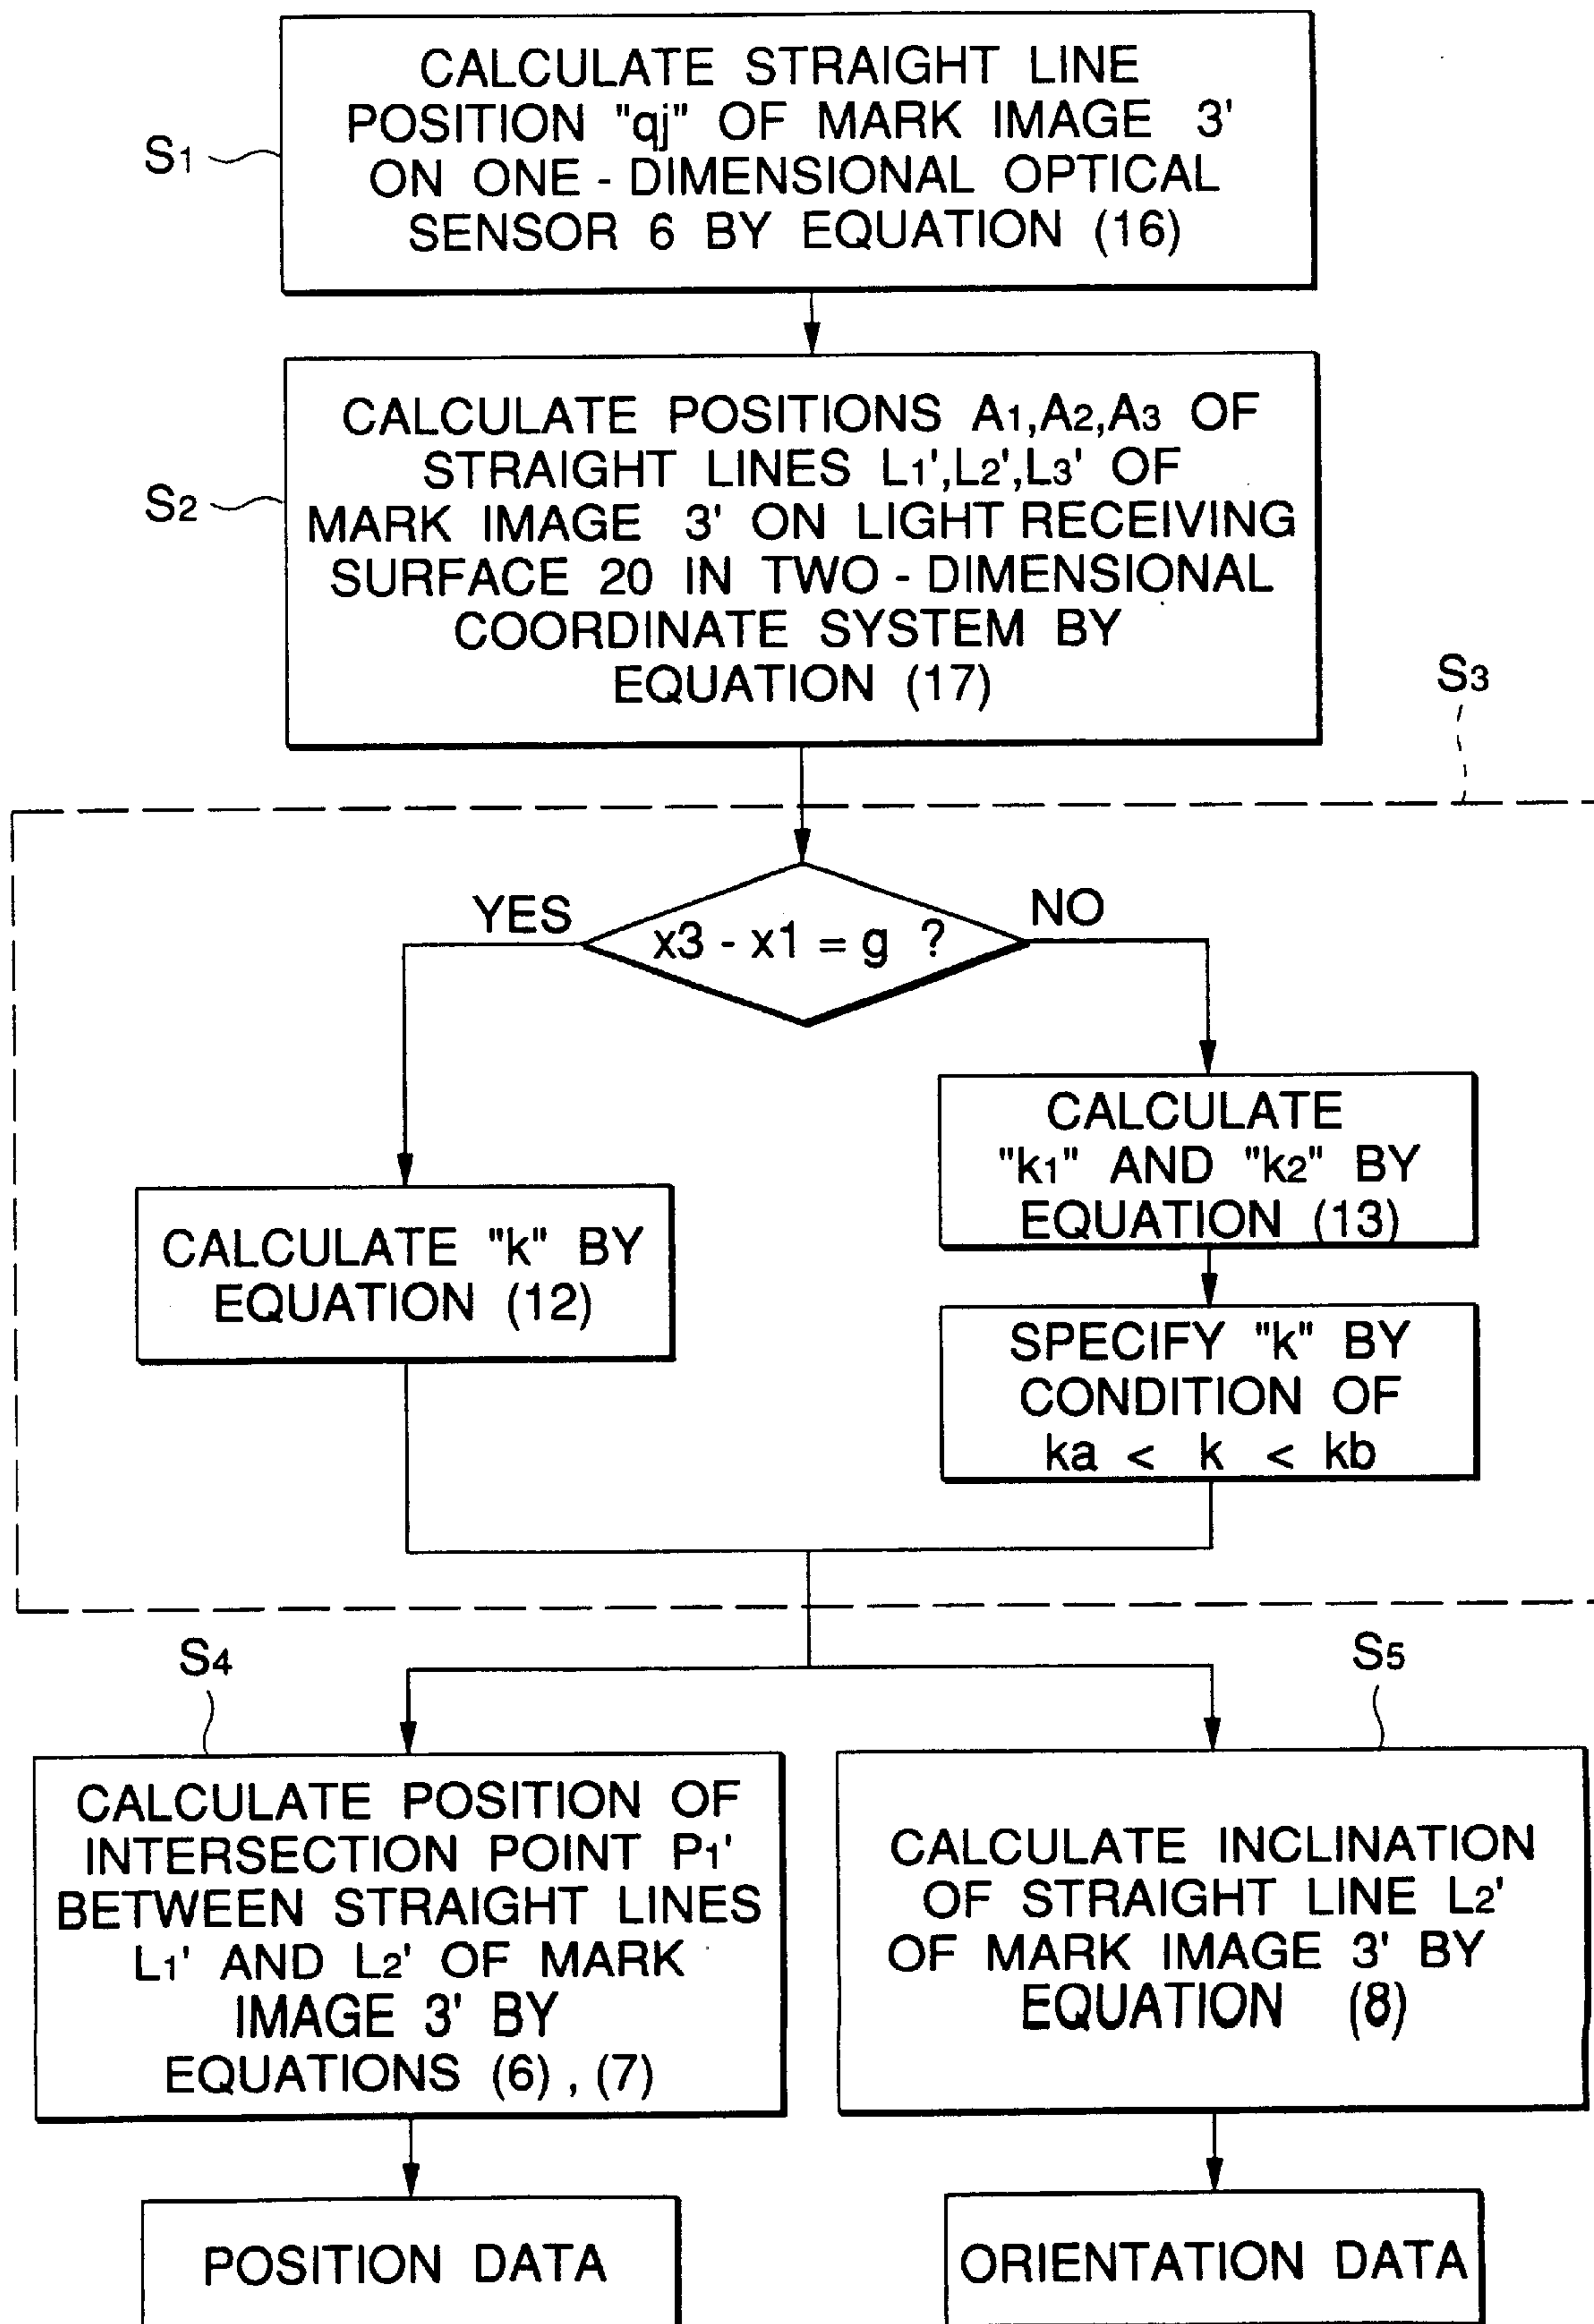 CALCULATE STRAIGHT LINE
POSITION "qj" OF MARK IMAGE 3'
ON ONE - DIMENSIONAL OPTICAL
SENSOR 6 BY EQUATION (16)
S1
CALCULATE POSITIONS A1,A2,A3 OF
STRAIGHT LINES L1',L2',L3' OF
MARK IMAGE 3' ON LIGHT RECEIVING
SURFACE 20 IN TWO - DIMENSIONAL
COORDINATE SYSTEM BY
EQUATION (17)
S2
S3
YES
x3 - x1 = g ?
NO
CALCULATE "k" BY
EQUATION (12)
CALCULATE
"k1" AND "k2" BY
EQUATION (13)
SPECIFY "k" BY
CONDITION OF
ka < k < kb
S4
CALCULATE POSITION OF
INTERSECTION POINT P1'
BETWEEN STRAIGHT LINES
L1' AND L2' OF MARK
IMAGE 3' BY
EQUATIONS (6) , (7)
S5
CALCULATE INCLINATION
OF STRAIGHT LINE L2'
OF MARK IMAGE 3' BY
EQUATION (8)
POSITION DATA
ORIENTATION DATA